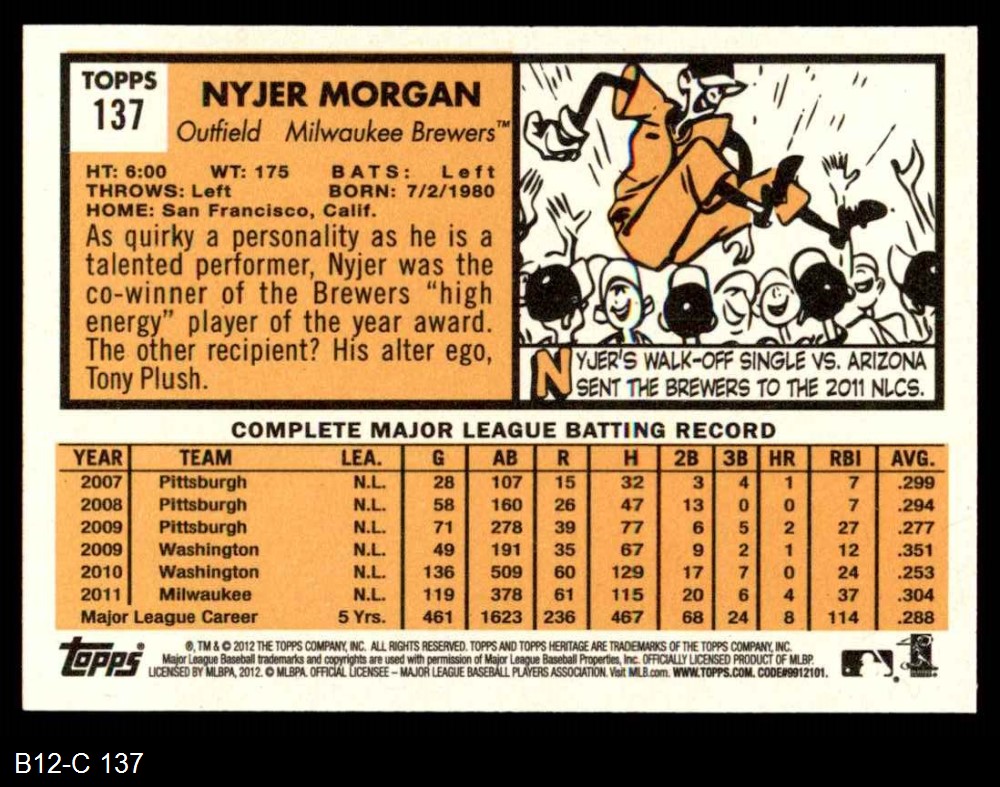 TOPPS
137
NYJER MORGAN
Outfield Milwaukee Brewers™
HT: 6:00 WT: 175 BATS: Left
THROWS: Left BORN: 7/2/1980
HOME: San Francisco, Calif.
As quirky a personality as he is a
talented performer, Nyjer was the
co-winner of the Brewers "high
energy" player of the year award.
The other recipient? His alter ego,
Tony Plush.
NYJER'S WALK-OFF SINGLE VS. ARIZONA
SENT THE BREWERS TO THE 2011 NLCS.
COMPLETE MAJOR LEAGUE BATTING RECORD
YEAR TEAM LEA. G AB R H 2B 3B HR RBI AVG.
2007 Pittsburgh N.L. 28 107 15 32 3 4 1 7 .299
2008 Pittsburgh N.L. 58 160 26 47 13 0 0 7 .294
2009 Pittsburgh N.L. 71 278 39 77 6 5 2 27 .277
2009 Washington N.L. 49 191 35 67 9 2 1 12 .351
2010 Washington N.L. 136 509 60 129 17 7 0 24 .253
2011 Milwaukee N.L. 119 378 61 115 20 6 4 37 .304
Major League Career 5 Yrs. 461 1623 236 467 68 24 8 114 .288
Topps
®, TM & © 2012 THE TOPPS COMPANY, INC. ALL RIGHTS RESERVED. TOPPS AND TOPPS HERITAGE ARE TRADEMARKS OF THE TOPPS COMPANY, INC.
Major League Baseball trademarks and copyrights are used with permission of Major League Baseball Properties, Inc. OFFICIALLY LICENSED PRODUCT OF MLBP.
LICENSED BY MLBPA, 2012. © MLBPA. OFFICIAL LICENSEE – MAJOR LEAGUE BASEBALL PLAYERS ASSOCIATION. Visit MLB.com. WWW.TOPPS.COM. CODE#9912101.
B12-C 137